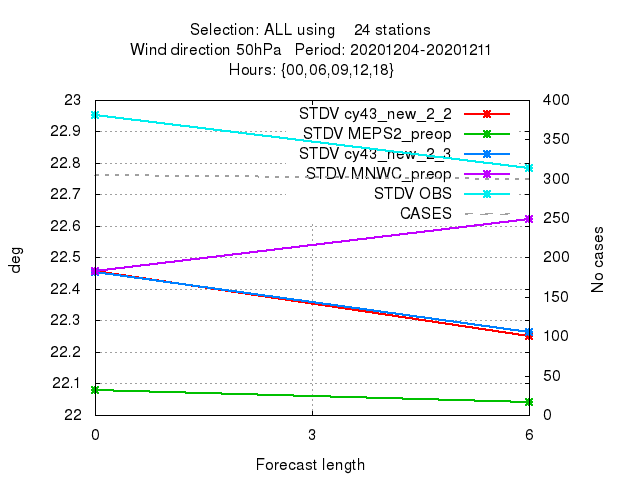 Selection: ALL using 24 stations
Wind direction 50hPa Period: 20201204-20201211
Hours: {00,06,09,12,18}
23 400
STDV cy43_new_2_2
22.9 350
STDV MEPS2_preop
22.8
STDV cy43_new_2_3
300
STDV MNWC_preop
22.7
STDV OBS
22.6 250
CASES
22.5 200
22.4 150
22.3 100
22.2
22.1 50
22 0
deg
No cases
0 3 6
Forecast length